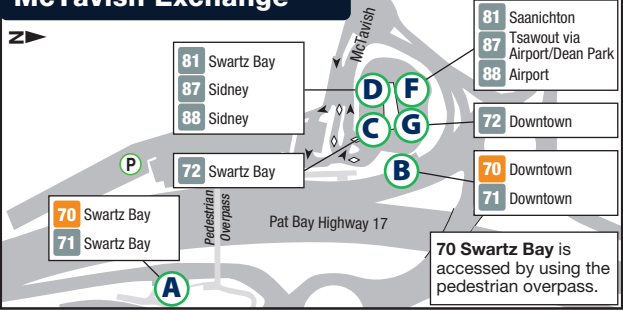 McTavish Exchange
N
McTavish
81 Swartz Bay
87 Sidney
88 Sidney
72 Swartz Bay
70 Swartz Bay
71 Swartz Bay
P
Pedestrian
Overpass
Pat Bay Highway 17
A
D
F
C
G
B
81 Saanichton
87 Tsawout via
Airport/Dean Park
88 Airport
72 Downtown
70 Downtown
71 Downtown
70 Swartz Bay is
accessed by using the
pedestrian overpass.